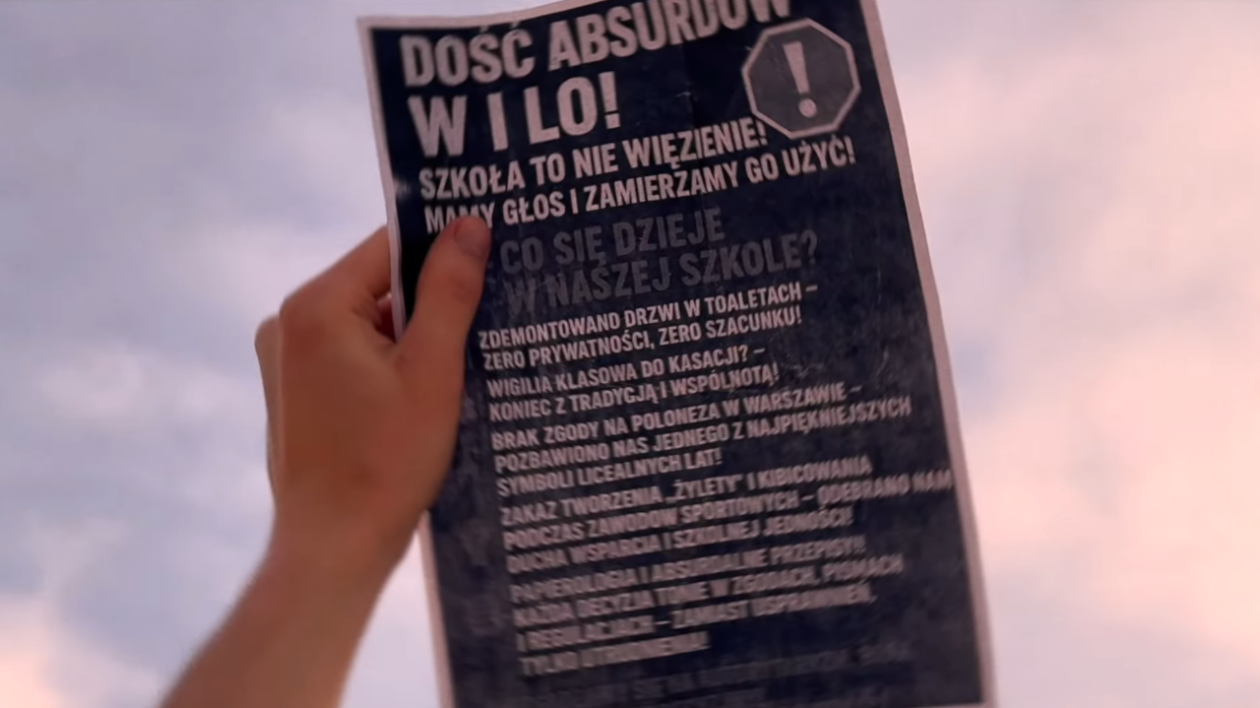 DOŚĆ ABSURDÓW
W I LO!
!
SZKOŁA TO NIE WIĘZIENIE!
MAMY GŁOS I ZAMIERZAMY GO UŻYĆ!
CO SIĘ DZIEJE
W NASZEJ SZKOLE?
ZDEMONTOWANO DRZWI W TOALETACH –
ZERO PRYWATNOŚCI, ZERO SZACUNKU!
WIGILIA KLASOWA DO KASACJI? –
KONIEC Z TRADYCJĄ I WSPÓLNOTĄ!
BRAK ZGODY NA POLONEZA W WARSZAWIE –
POZBAWIONO NAS JEDNEGO Z NAJPIĘKNIEJSZYCH
SYMBOLI LICEALNYCH LAT!
ZAKAZ TWORZENIA „ŻYLETY" I KIBICOWANIA
PODCZAS ZAWODÓW SPORTOWYCH – ODEBRANO NAM
DUCHA WSPARCIA I SZKOLNEJ JEDNOŚCI!
PAPIEROLOGIA I ABSURDALNE PRZEPISY!
KAŻDA DECYZJA TONIE W ZGODACH, PISMACH
I REGULACJACH – ZAMIAST USPRAWNIEŃ,
TYLKO UTRUDNIENIA!